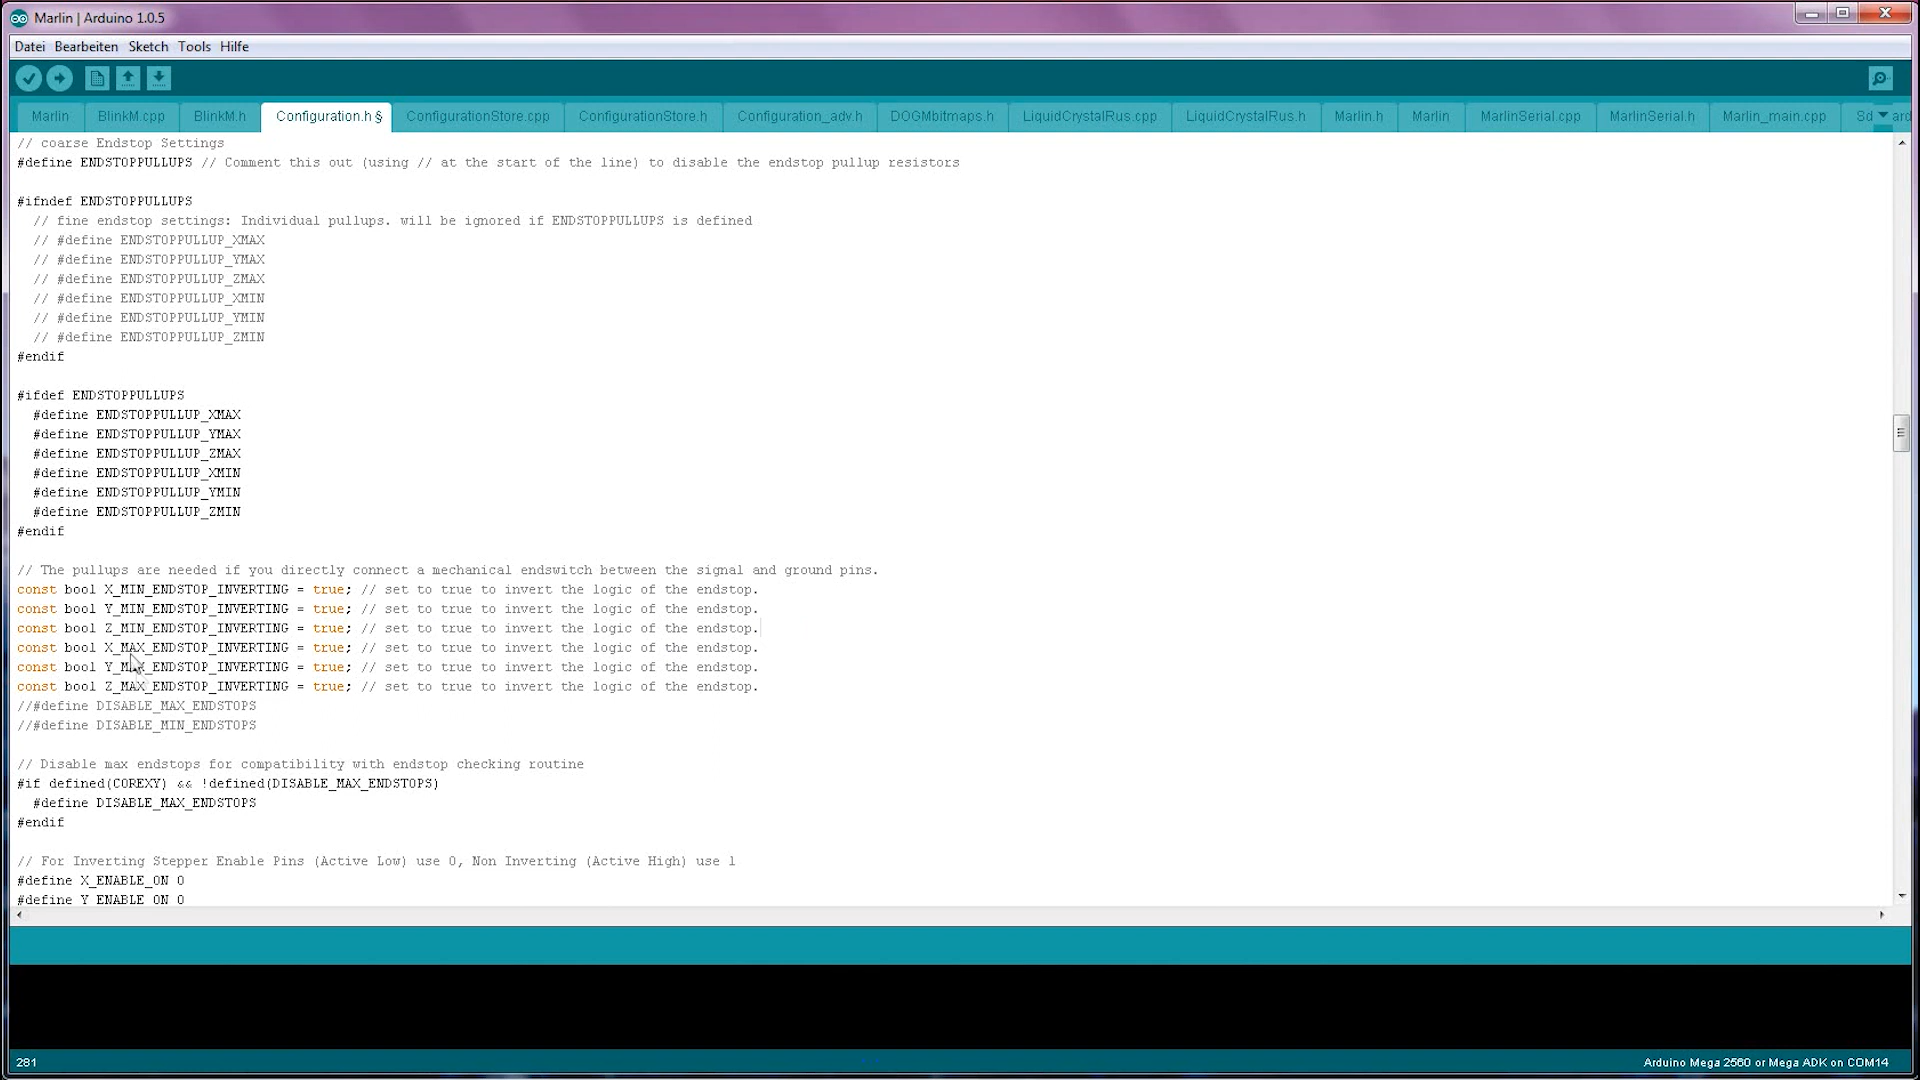 Marlin | Arduino 1.0.5
Datei Bearbeiten Sketch Tools Hilfe
Marlin BlinkM.cpp BlinkM.h Configuration.h § ConfigurationStore.cpp ConfigurationStore.h Configuration_adv.h DOGMbitmaps.h LiquidCrystalRus.cpp LiquidCrystalRus.h Marlin.h Marlin MarlinSerial.cpp MarlinSerial.h Marlin_main.cpp
// coarse Endstop Settings
#define ENDSTOPPULLUPS // Comment this out (using // at the start of the line) to disable the endstop pullup resistors
#ifndef ENDSTOPPULLUPS
// fine endstop settings: Individual pullups. will be ignored if ENDSTOPPULLUPS is defined
// #define ENDSTOPPULLUP_XMAX
// #define ENDSTOPPULLUP_YMAX
// #define ENDSTOPPULLUP_ZMAX
// #define ENDSTOPPULLUP_XMIN
// #define ENDSTOPPULLUP_YMIN
// #define ENDSTOPPULLUP_ZMIN
#endif
#ifdef ENDSTOPPULLUPS
#define ENDSTOPPULLUP_XMAX
#define ENDSTOPPULLUP_YMAX
#define ENDSTOPPULLUP_ZMAX
#define ENDSTOPPULLUP_XMIN
#define ENDSTOPPULLUP_YMIN
#define ENDSTOPPULLUP_ZMIN
#endif
// The pullups are needed if you directly connect a mechanical endswitch between the signal and ground pins.
const bool X_MIN_ENDSTOP_INVERTING = true; // set to true to invert the logic of the endstop.
const bool Y_MIN_ENDSTOP_INVERTING = true; // set to true to invert the logic of the endstop.
const bool Z_MIN_ENDSTOP_INVERTING = true; // set to true to invert the logic of the endstop.
const bool X_MAX_ENDSTOP_INVERTING = true; // set to true to invert the logic of the endstop.
const bool Y_MAX_ENDSTOP_INVERTING = true; // set to true to invert the logic of the endstop.
const bool Z_MAX_ENDSTOP_INVERTING = true; // set to true to invert the logic of the endstop.
//#define DISABLE_MAX_ENDSTOPS
//#define DISABLE_MIN_ENDSTOPS
// Disable max endstops for compatibility with endstop checking routine
#if defined(COREXY) && !defined(DISABLE_MAX_ENDSTOPS)
#define DISABLE_MAX_ENDSTOPS
#endif
// For Inverting Stepper Enable Pins (Active Low) use 0, Non Inverting (Active High) use 1
#define X_ENABLE_ON 0
#define Y_ENABLE_ON 0
281
Arduino Mega 2560 or Mega ADK on COM14